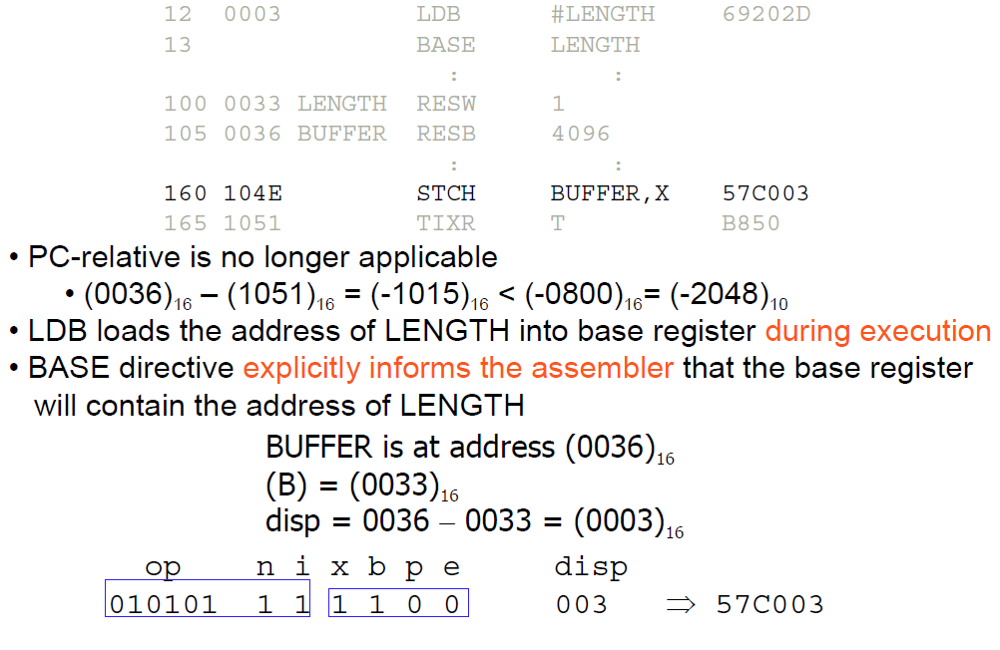 12 0003 LDB #LENGTH 69202D
13 BASE LENGTH
: :
100 0033 LENGTH RESW 1
105 0036 BUFFER RESB 4096
: :
160 104E STCH BUFFER,X 57C003
165 1051 TIXR T B850
• PC-relative is no longer applicable
• (0036)16 – (1051)16 = (-1015)16 < (-0800)16= (-2048)10
• LDB loads the address of LENGTH into base register during execution
• BASE directive explicitly informs the assembler that the base register
will contain the address of LENGTH
BUFFER is at address (0036)16
(B) = (0033)16
disp = 0036 – 0033 = (0003)16
op n i x b p e disp
010101 1 1 1 1 0 0 003 ⇒ 57C003